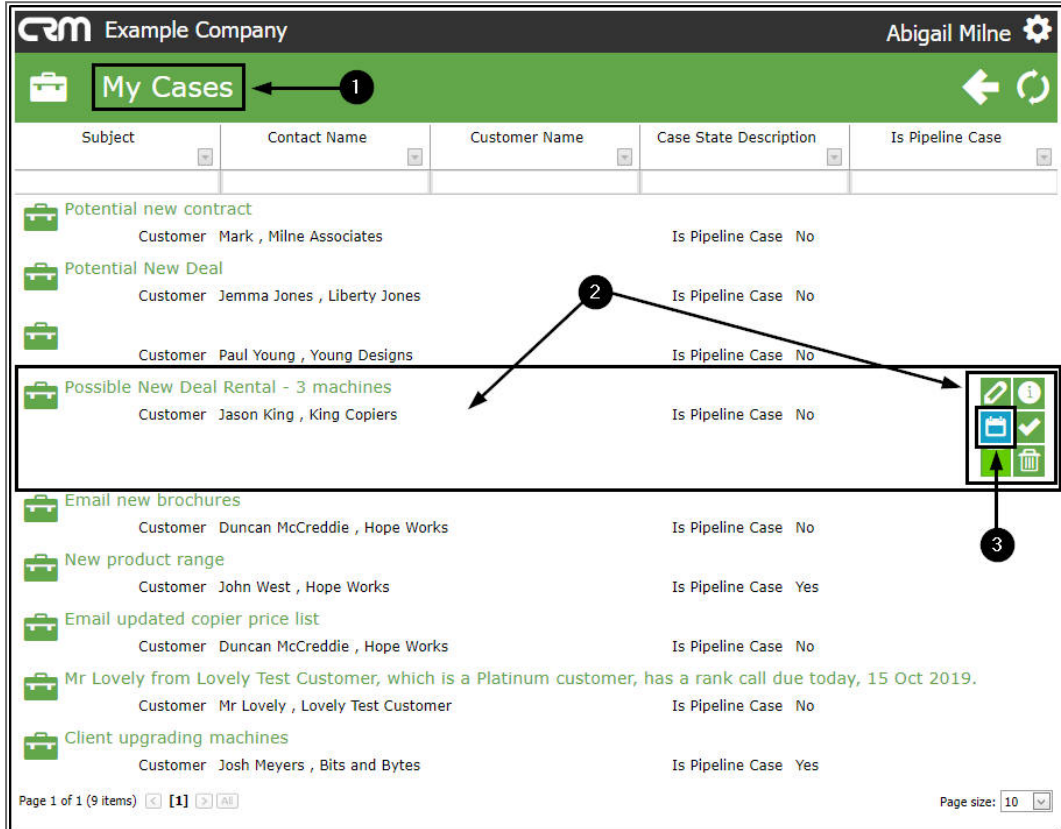 CRM Example Company Abigail Milne
My Cases 1
Subject Contact Name Customer Name Case State Description Is Pipeline Case
Potential new contract
Customer Mark , Milne Associates Is Pipeline Case No
Potential New Deal
Customer Jemma Jones , Liberty Jones Is Pipeline Case No
2
Customer Paul Young , Young Designs Is Pipeline Case No
Possible New Deal Rental - 3 machines
Customer Jason King , King Copiers Is Pipeline Case No
Email new brochures
Customer Duncan McCreddie , Hope Works Is Pipeline Case No
3
New product range
Customer John West , Hope Works Is Pipeline Case Yes
Email updated copier price list
Customer Duncan McCreddie , Hope Works Is Pipeline Case No
Mr Lovely from Lovely Test Customer, which is a Platinum customer, has a rank call due today, 15 Oct 2019.
Customer Mr Lovely , Lovely Test Customer Is Pipeline Case No
Client upgrading machines
Customer Josh Meyers , Bits and Bytes Is Pipeline Case Yes
Page 1 of 1 (9 items) < [1] > All Page size: 10